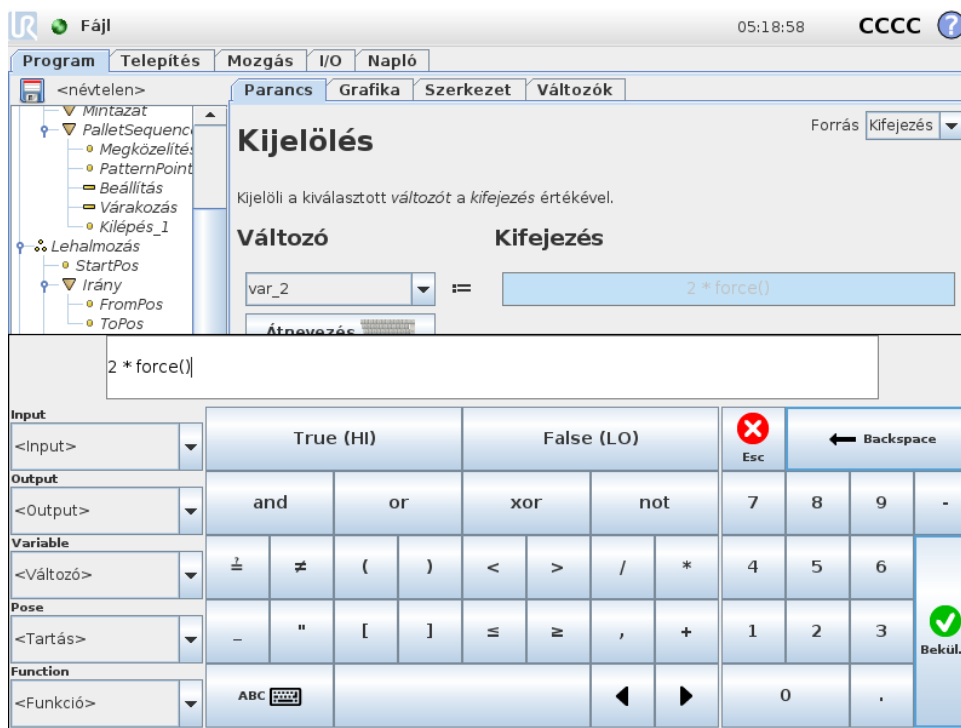 UR Fájl 05:18:58 CCCC ?
Program Telepítés Mozgás I/O Napló
<névtelen>
Parancs Grafika Szerkezet Változók
Mintázat
PalletSequenc
Megközelítés
PatternPoint
Beállítás
Várakozás
Kilépés_1
Lehalmozás
StartPos
Irány
FromPos
ToPos
Forrás Kifejezés
Kijelölés
Kijelöli a kiválasztott változót a kifejezés értékével.
Változó Kifejezés
var_2 := 2 * force()
Átnevezés
2 * force()
Input
<Input>
Output
<Output>
Variable
<Változó>
Pose
<Tartás>
Function
<Funkció>
True (HI) False (LO) Esc Backspace
and or xor not 7 8 9 -
≟ ≠ ( ) < > / * 4 5 6
_ " [ ] ≤ ≥ , + 1 2 3 Bekül.
ABC 0 .